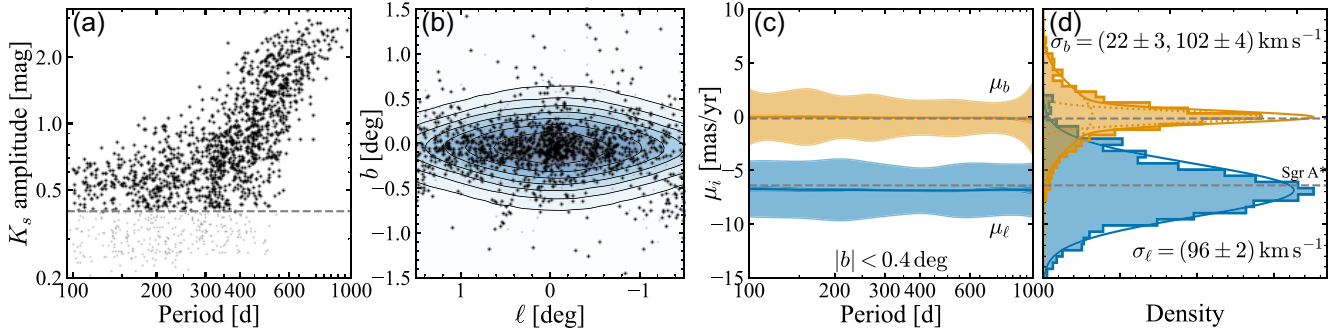 (a)
K_s amplitude [mag]
2.0
1.0
0.5
0.2
100 200 300 400 600 1000
Period [d]
(b)
b [deg]
1.5
1.0
0.5
0.0
−0.5
−1.0
−1.5
1 0 −1
ℓ [deg]
(c)
μ_i [mas/yr]
10
5
0
−5
−10
−15
μ_b
μ_ℓ
|b| < 0.4 deg
100 200 300 400 600 1000
Period [d]
(d)
σ_b = (22 ± 3, 102 ± 4) km s⁻¹
Sgr A*
σ_ℓ = (96 ± 2) km s⁻¹
Density